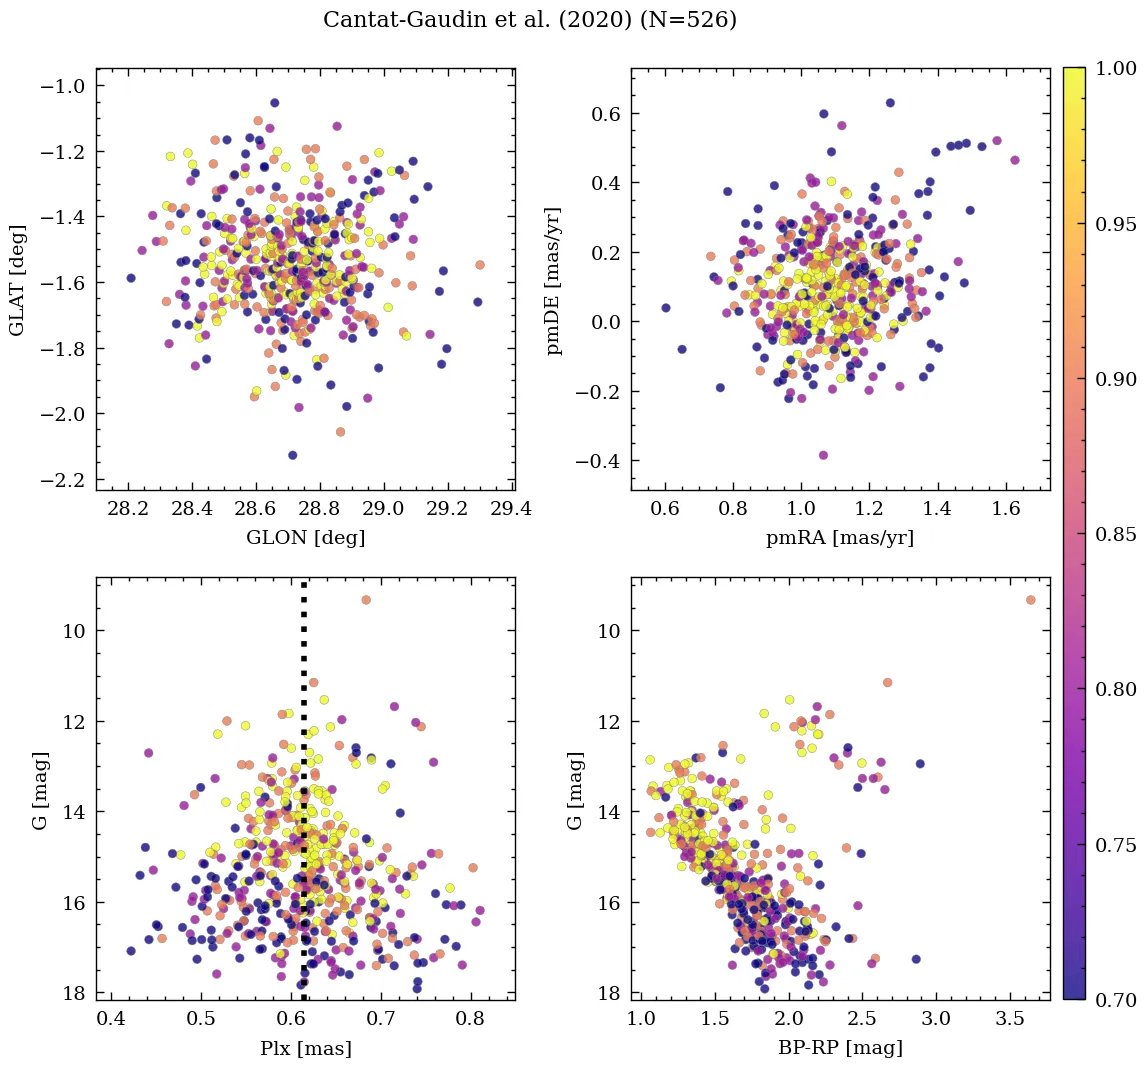 Cantat-Gaudin et al. (2020) (N=526)
−1.0
−1.2
−1.4
−1.6
−1.8
−2.0
−2.2
GLAT [deg]
28.2 28.4 28.6 28.8 29.0 29.2 29.4
GLON [deg]
0.6
0.4
0.2
0.0
−0.2
−0.4
pmDE [mas/yr]
0.6 0.8 1.0 1.2 1.4 1.6
pmRA [mas/yr]
10
12
14
16
18
G [mag]
0.4 0.5 0.6 0.7 0.8
Plx [mas]
10
12
14
16
18
G [mag]
1.0 1.5 2.0 2.5 3.0 3.5
BP-RP [mag]
1.00
0.95
0.90
0.85
0.80
0.75
0.70